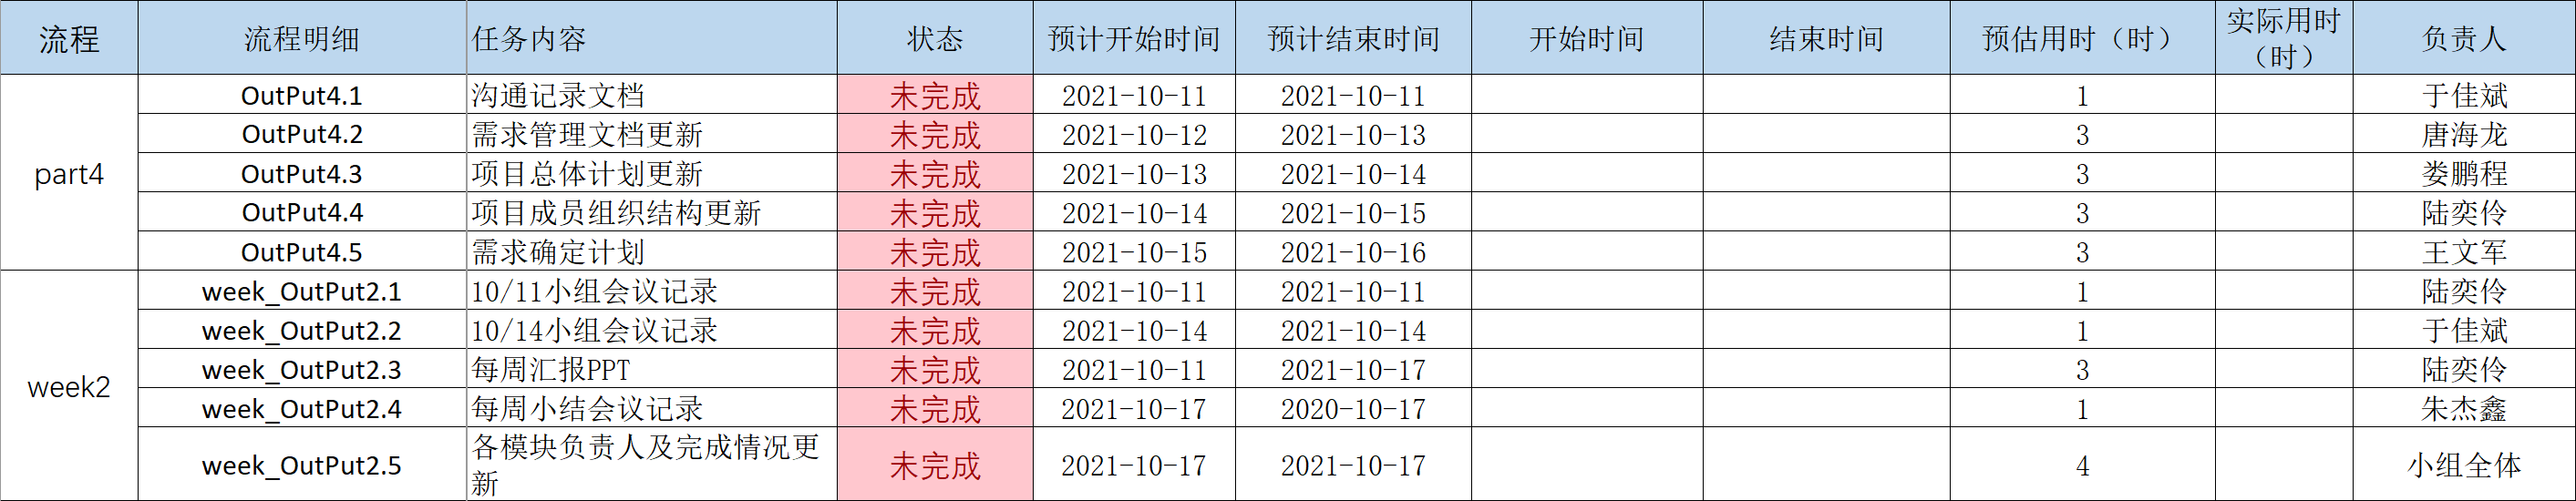 流程 流程明细 任务内容 状态 预计开始时间 预计结束时间 开始时间 结束时间 预估用时（时） 实际用时（时） 负责人
part4
OutPut4.1 沟通记录文档 未完成 2021-10-11 2021-10-11 1 于佳斌
OutPut4.2 需求管理文档更新 未完成 2021-10-12 2021-10-13 3 唐海龙
OutPut4.3 项目总体计划更新 未完成 2021-10-13 2021-10-14 3 娄鹏程
OutPut4.4 项目成员组织结构更新 未完成 2021-10-14 2021-10-15 3 陆奕伶
OutPut4.5 需求确定计划 未完成 2021-10-15 2021-10-16 3 王文军
week2
week_OutPut2.1 10/11小组会议记录 未完成 2021-10-11 2021-10-11 1 陆奕伶
week_OutPut2.2 10/14小组会议记录 未完成 2021-10-14 2021-10-14 1 于佳斌
week_OutPut2.3 每周汇报PPT 未完成 2021-10-11 2021-10-17 3 陆奕伶
week_OutPut2.4 每周小结会议记录 未完成 2021-10-17 2020-10-17 1 朱杰鑫
week_OutPut2.5 各模块负责人及完成情况更新 未完成 2021-10-17 2021-10-17 4 小组全体